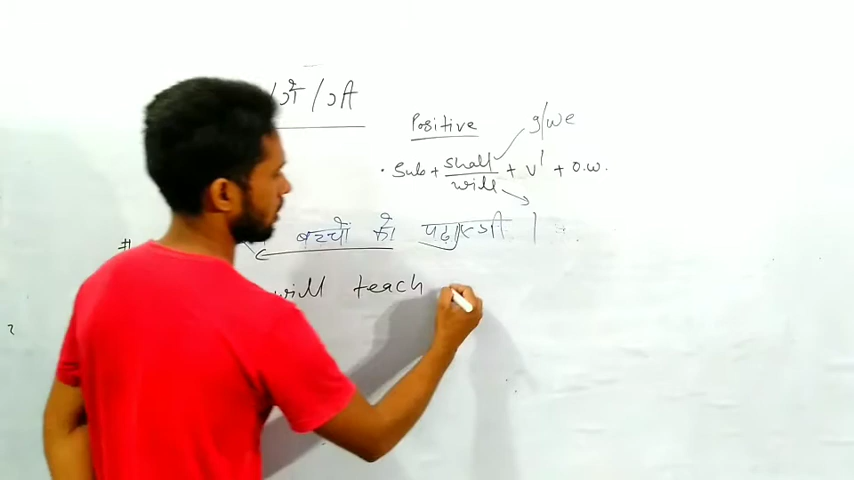 /गे/गी
Positive
I/we
• Sub + shall/will + V¹ + O.W.
# बच्चों को पढ़ाएगी ।
will teach